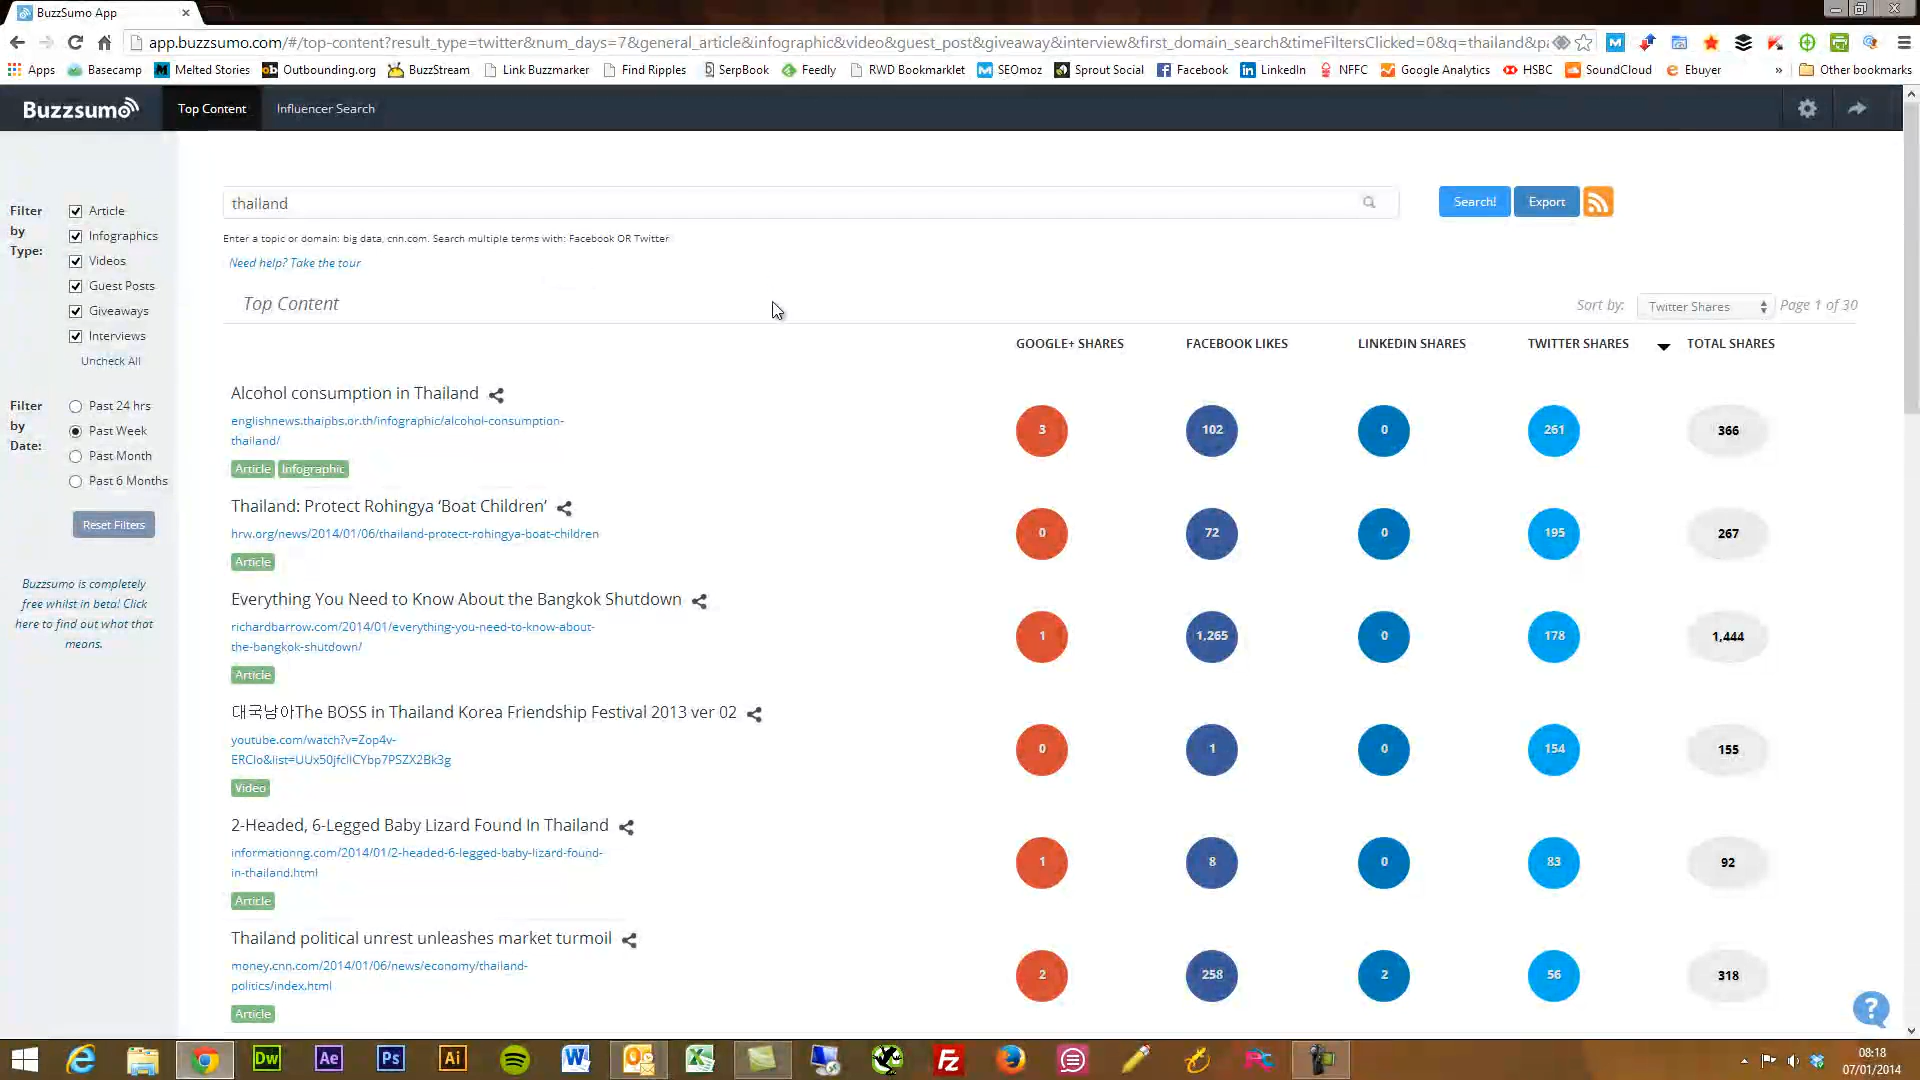 BuzzSumo App
app.buzzsumo.com/#/top-content?result_type=twitter&num_days=7&general_article&infographic&video&guest_post&giveaway&interview&first_domain_search&timeFiltersClicked=0&q=thailand&p
Apps Basecamp Melted Stories Outbounding.org BuzzStream Link Buzzmarker Find Ripples SerpBook Feedly RWD Bookmarklet SEOmoz Sprout Social Facebook LinkedIn NFFC Google Analytics HSBC SoundCloud Ebuyer » Other bookmarks
Buzzsumo Top Content Influencer Search
Filter by Type:
Article
Infographics
Videos
Guest Posts
Giveaways
Interviews
Uncheck All
Filter by Date:
Past 24 hrs
Past Week
Past Month
Past 6 Months
Reset Filters
Buzzsumo is completely
free whilst in beta! Click
here to find out what that
means.
thailand Search! Export
Enter a topic or domain: big data, cnn.com. Search multiple terms with: Facebook OR Twitter
Need help? Take the tour
Top Content Sort by: Twitter Shares Page 1 of 30
GOOGLE+ SHARES FACEBOOK LIKES LINKEDIN SHARES TWITTER SHARES TOTAL SHARES
Alcohol consumption in Thailand
englishnews.thaipbs.or.th/infographic/alcohol-consumption-
thailand/
3 102 0 261 366
Article Infographic
Thailand: Protect Rohingya ‘Boat Children’
hrw.org/news/2014/01/06/thailand-protect-rohingya-boat-children
0 72 0 195 267
Article
Everything You Need to Know About the Bangkok Shutdown
richardbarrow.com/2014/01/everything-you-need-to-know-about-
the-bangkok-shutdown/
1 1,265 0 178 1,444
Article
대국남아The BOSS in Thailand Korea Friendship Festival 2013 ver 02
youtube.com/watch?v=Zop4v-
ERCIo&list=UUx50jfcliCYbp7PSZX2Bk3g
0 1 0 154 155
Video
2-Headed, 6-Legged Baby Lizard Found In Thailand
informationng.com/2014/01/2-headed-6-legged-baby-lizard-found-
in-thailand.html
1 8 0 83 92
Article
Thailand political unrest unleashes market turmoil
money.cnn.com/2014/01/06/news/economy/thailand-
politics/index.html
2 258 2 56 318
Article
?
Dw Ae Ps Ai
08:18
07/01/2014